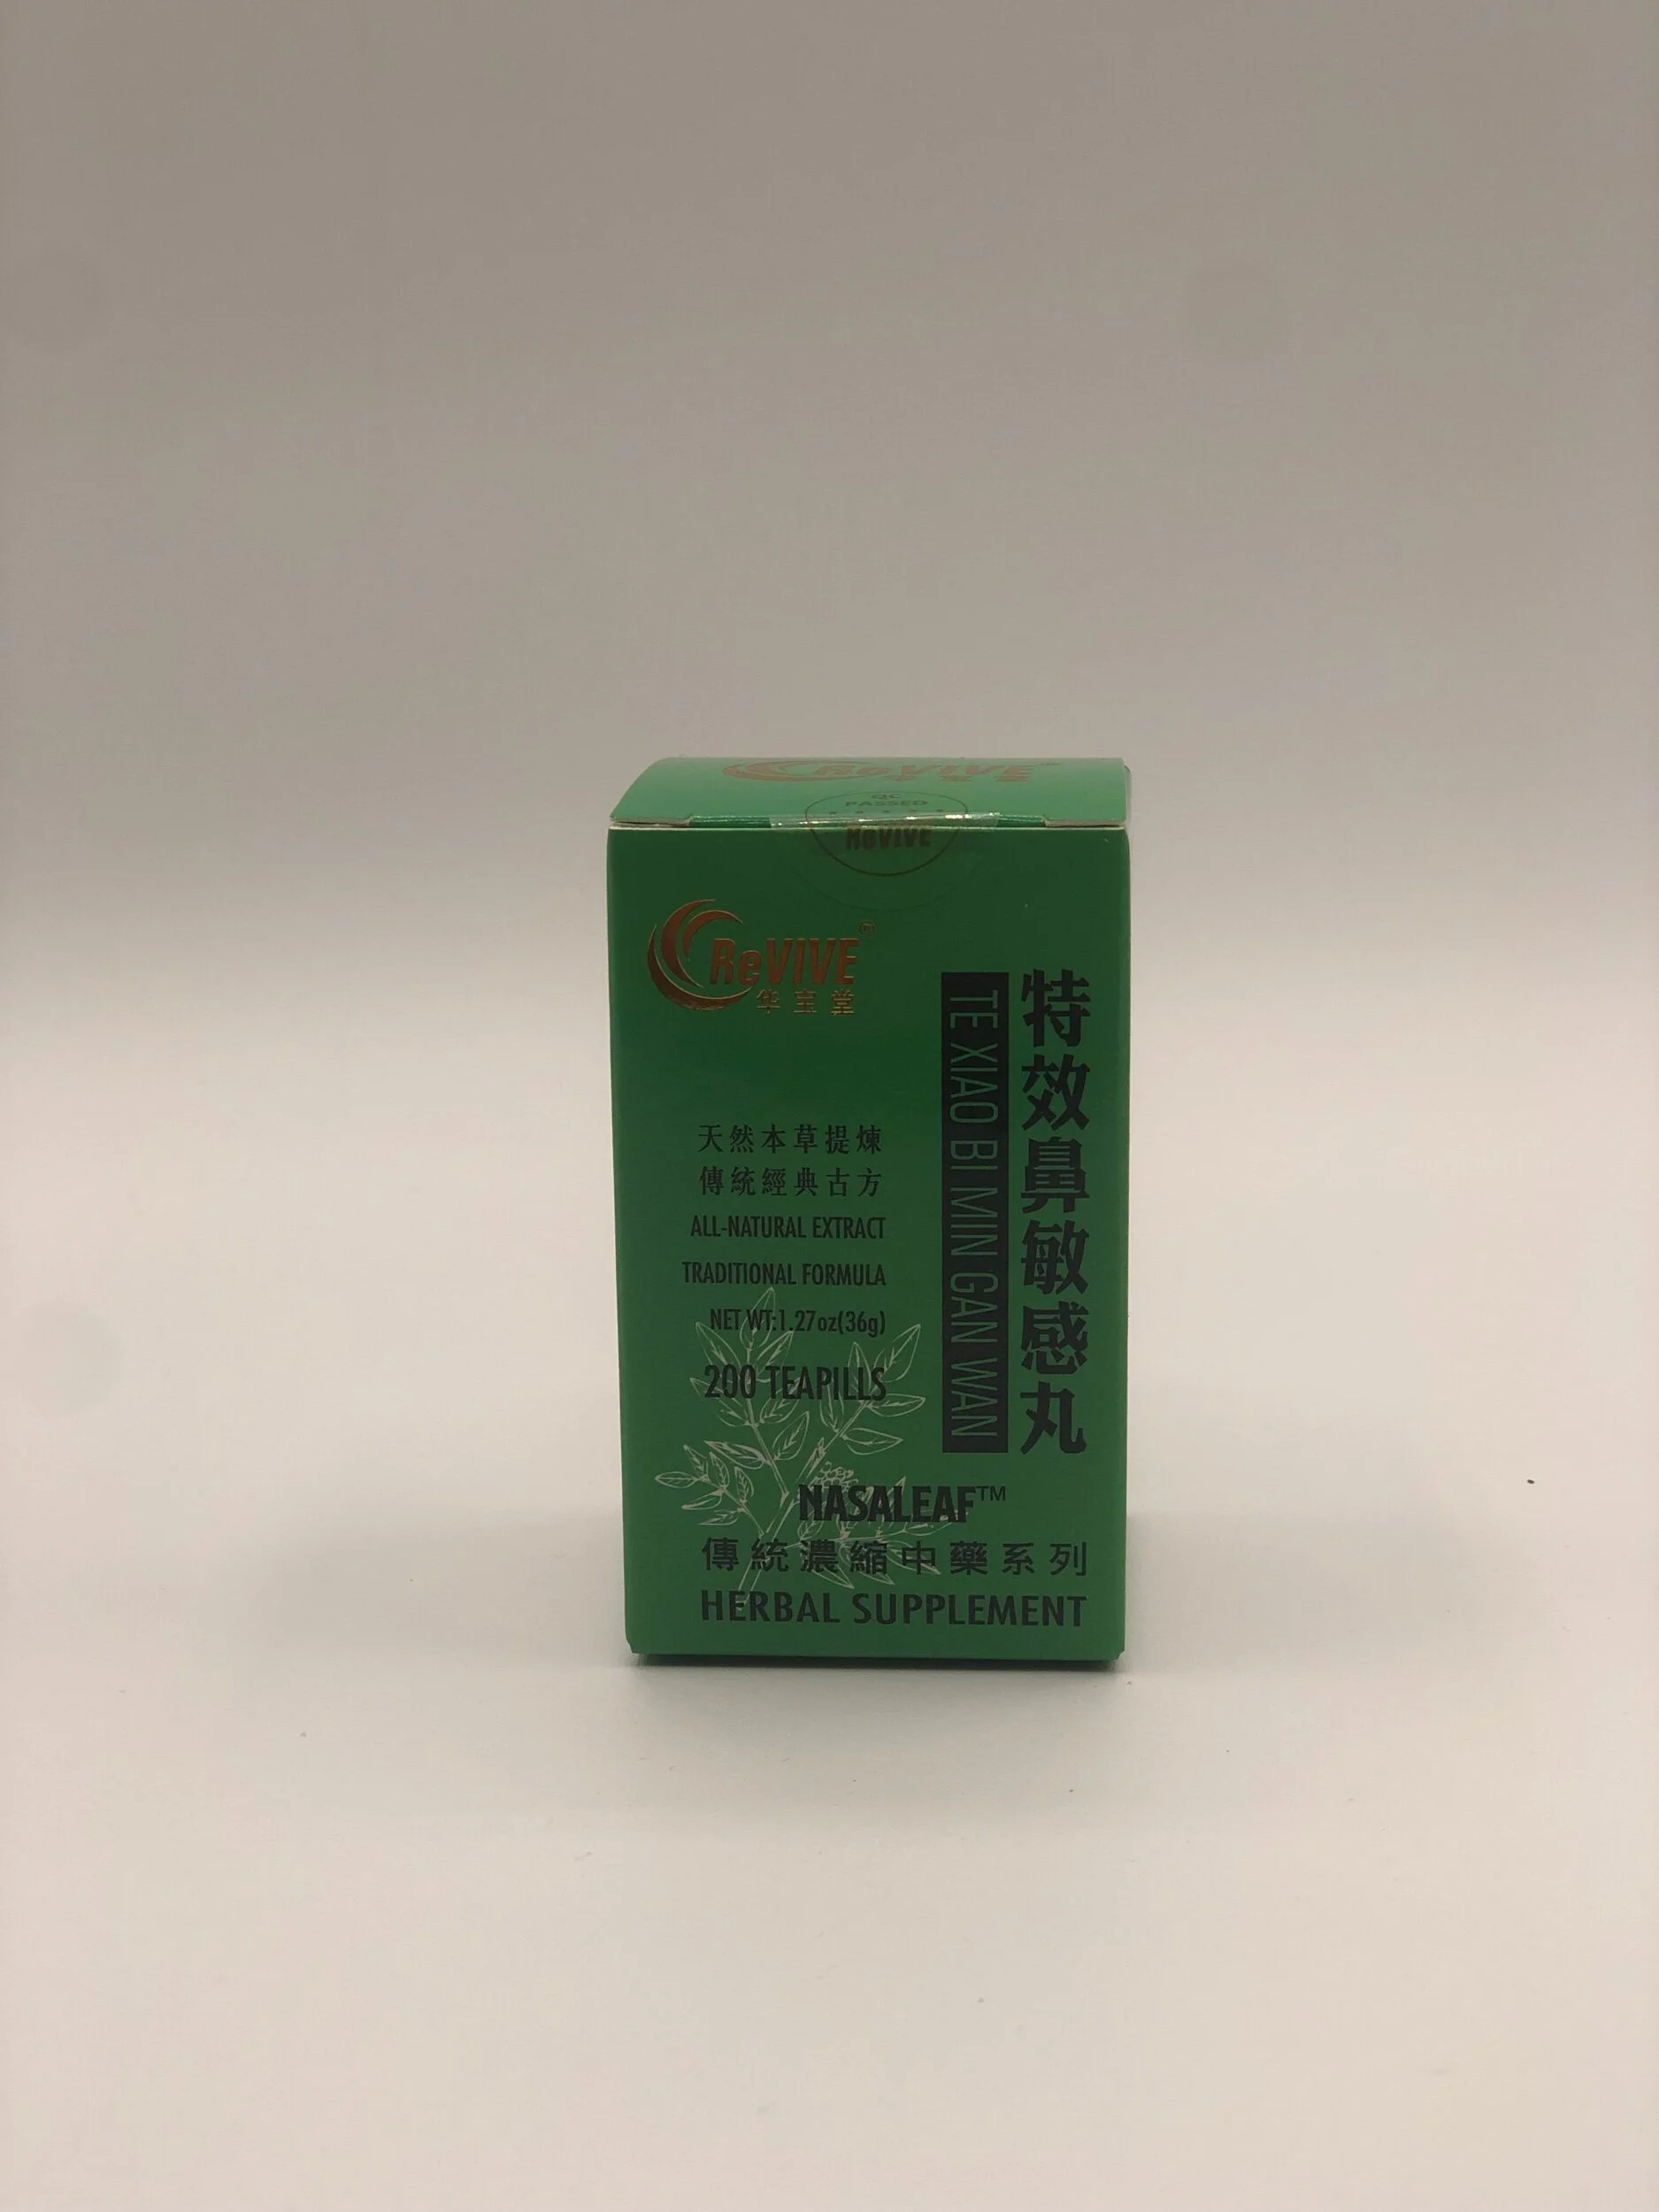 ReVIVE
QC
PASSED
ReVIVE
ReVIVE®
华宝堂
特效鼻敏感丸
TE XIAO BI MIN GAN WAN
天然本草提煉
傳統經典古方
ALL-NATURAL EXTRACT
TRADITIONAL FORMULA
NET WT:1.27oz(36g)
200 TEAPILLS
NASALEAF™
傳統濃縮中藥系列
HERBAL SUPPLEMENT